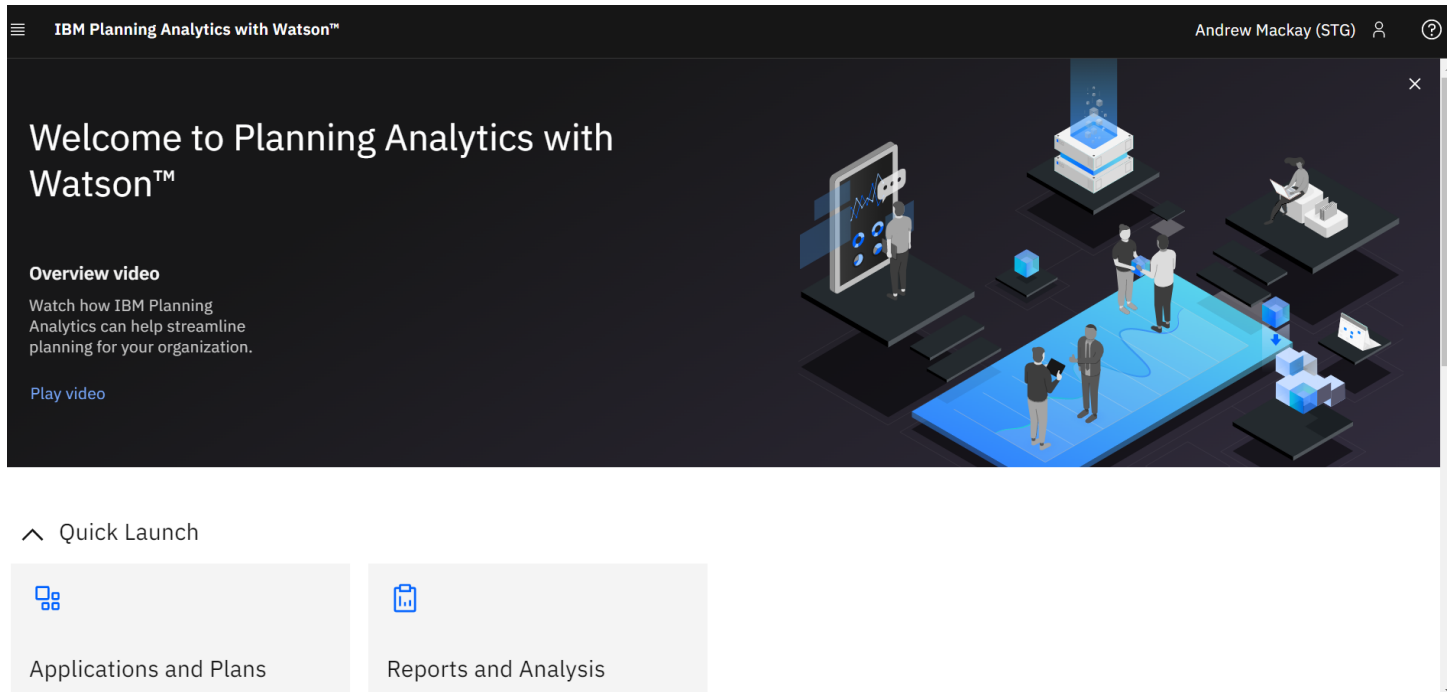 IBM Planning Analytics with Watson™
Andrew Mackay (STG)
Welcome to Planning Analytics with
Watson™
Overview video
Watch how IBM Planning
Analytics can help streamline
planning for your organization.
Play video
Quick Launch
Applications and Plans
Reports and Analysis